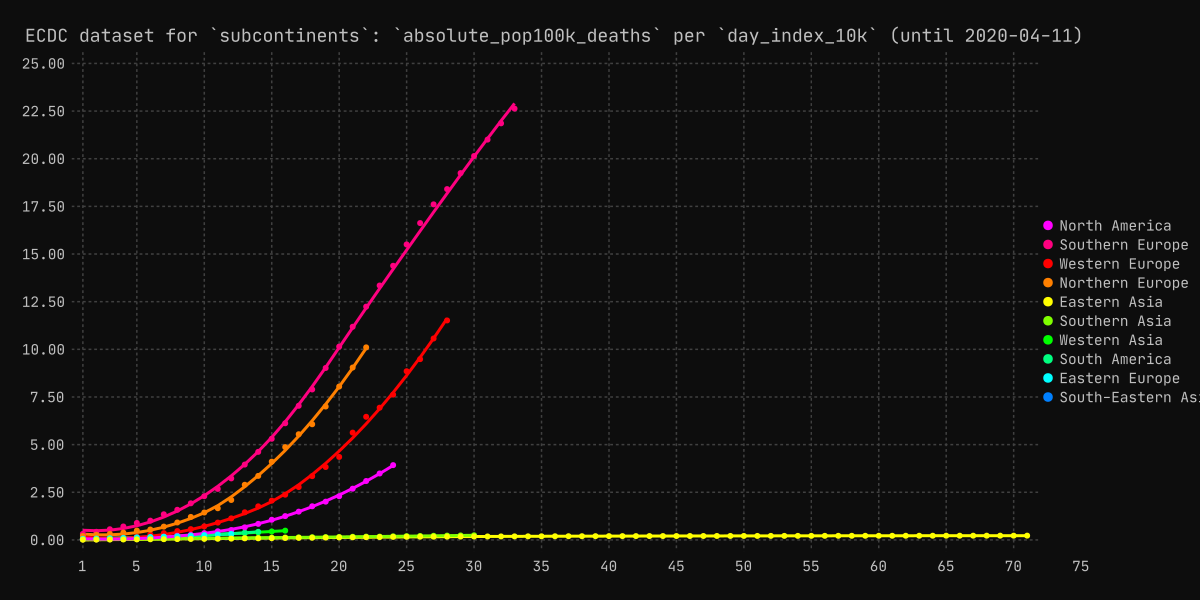 ECDC dataset for `subcontinents`: `absolute_pop100k_deaths` per `day_index_10k` (until 2020-04-11)
25.00
22.50
20.00
17.50
15.00
12.50
10.00
7.50
5.00
2.50
0.00
1 5 10 15 20 25 30 35 40 45 50 55 60 65 70 75
North America
Southern Europe
Western Europe
Northern Europe
Eastern Asia
Southern Asia
Western Asia
South America
Eastern Europe
South-Eastern Asi